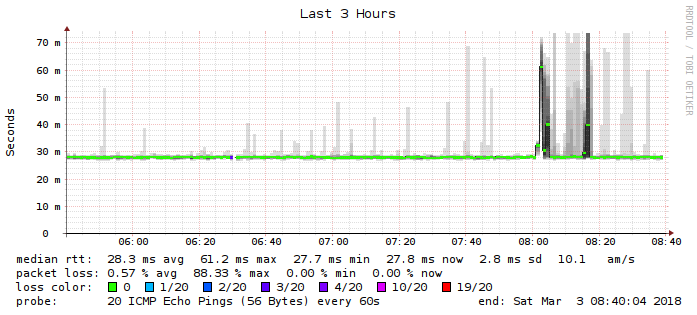 Last 3 Hours
RRDTOOL / TOBI OETIKER
Seconds
70 m
60 m
50 m
40 m
30 m
20 m
10 m
0
06:00 06:20 06:40 07:00 07:20 07:40 08:00 08:20 08:40
median rtt: 28.3 ms avg 61.2 ms max 27.7 ms min 27.8 ms now 2.8 ms sd 10.1 am/s
packet loss: 0.57 % avg 88.33 % max 0.00 % min 0.00 % now
loss color: 0 1/20 2/20 3/20 4/20 10/20 19/20
probe: 20 ICMP Echo Pings (56 Bytes) every 60s end: Sat Mar 3 08:40:04 2018